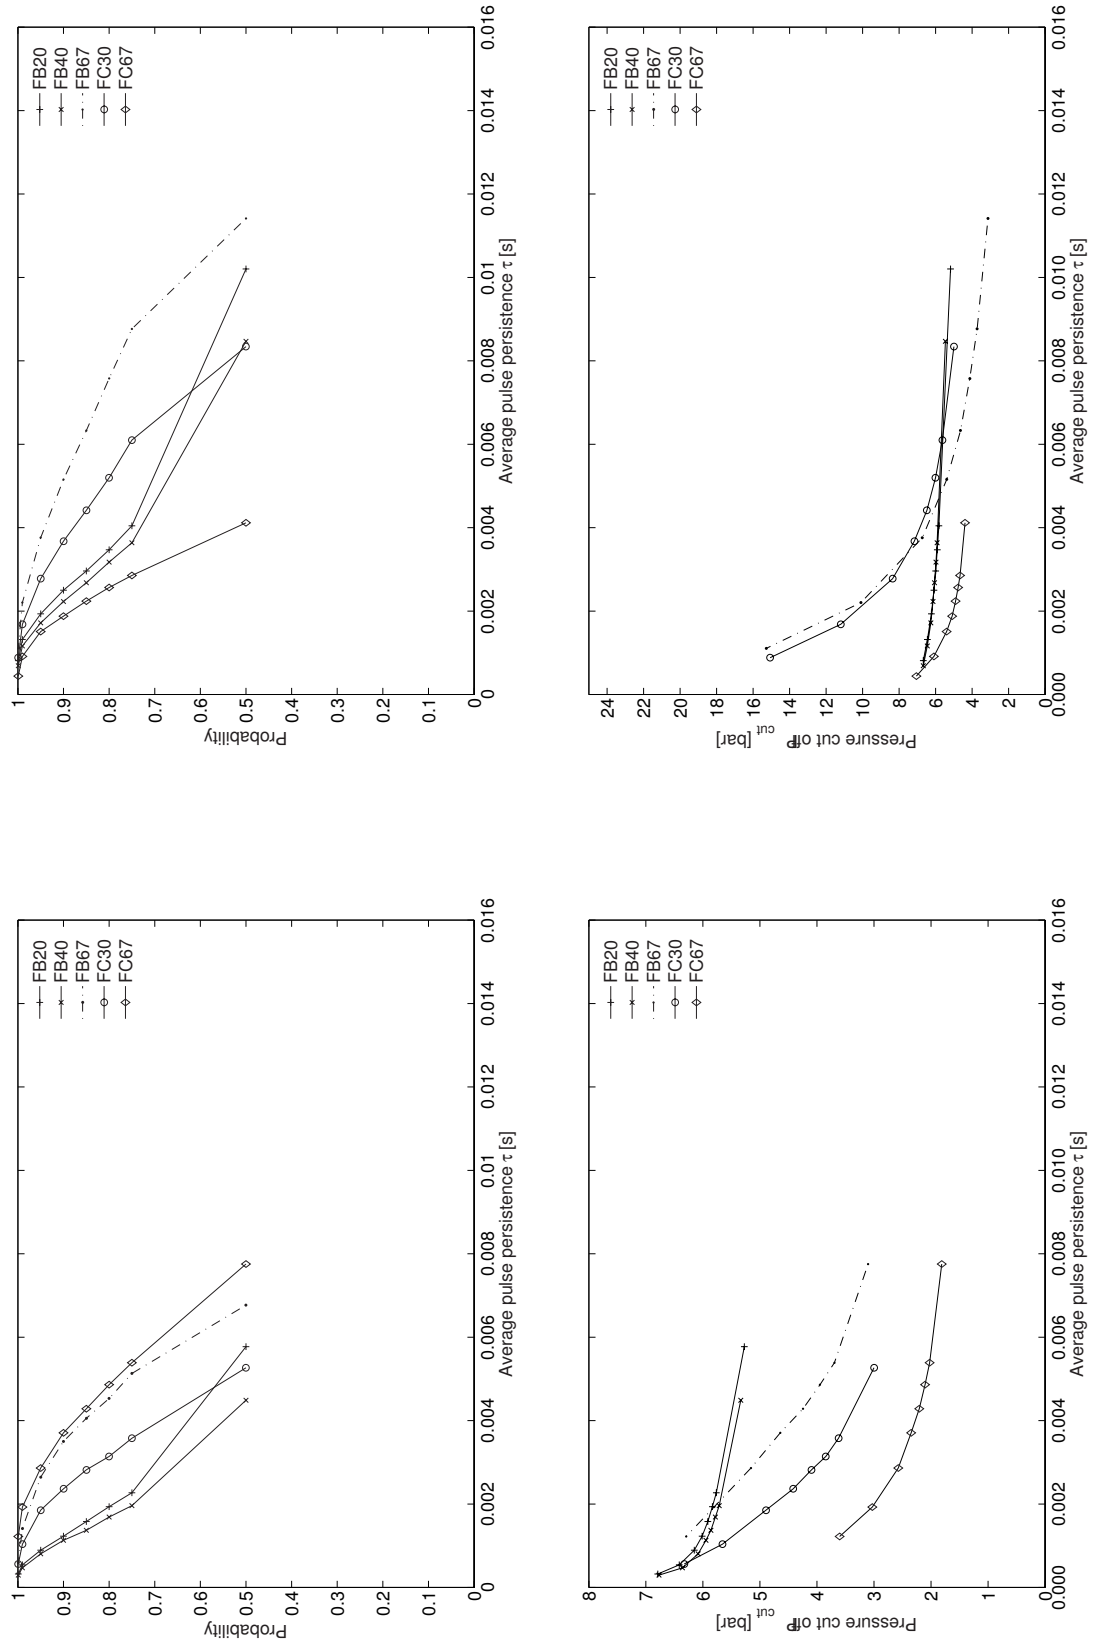 Probability
1
0.9
0.8
0.7
0.6
0.5
0.4
0.3
0.2
0.1
0
0 0.002 0.004 0.006 0.008 0.01 0.012 0.014 0.016
Average pulse persistence τ [s]
FB20
FB40
FB67
FC30
FC67
Probability
1
0.9
0.8
0.7
0.6
0.5
0.4
0.3
0.2
0.1
0
0 0.002 0.004 0.006 0.008 0.01 0.012 0.014 0.016
Average pulse persistence τ [s]
FB20
FB40
FB67
FC30
FC67
Pressure cut off P cut [bar]
8
7
6
5
4
3
2
1
0
0.000 0.002 0.004 0.006 0.008 0.010 0.012 0.014 0.016
Average pulse persistence τ [s]
FB20
FB40
FB67
FC30
FC67
Pressure cut off P cut [bar]
24
22
20
18
16
14
12
10
8
6
4
2
0
0.000 0.002 0.004 0.006 0.008 0.010 0.012 0.014 0.016
Average pulse persistence τ [s]
FB20
FB40
FB67
FC30
FC67